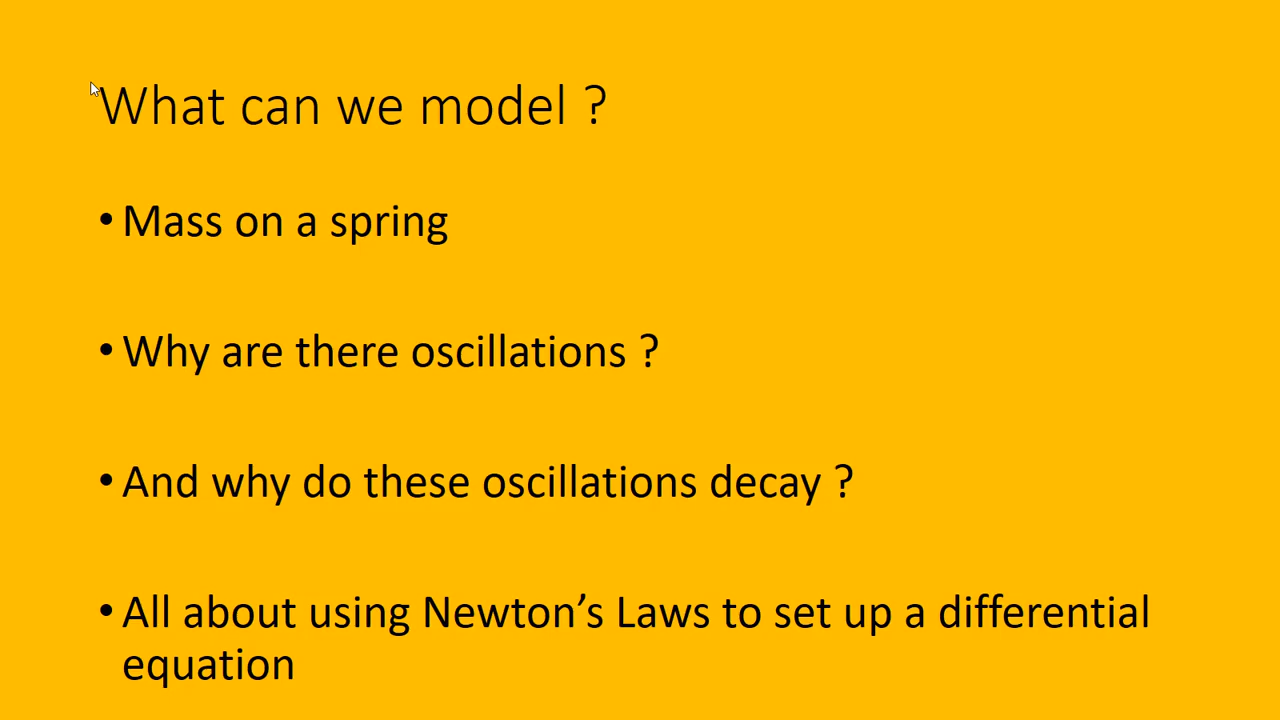 What can we model ?
• Mass on a spring
• Why are there oscillations ?
• And why do these oscillations decay ?
• All about using Newton’s Laws to set up a differential
equation